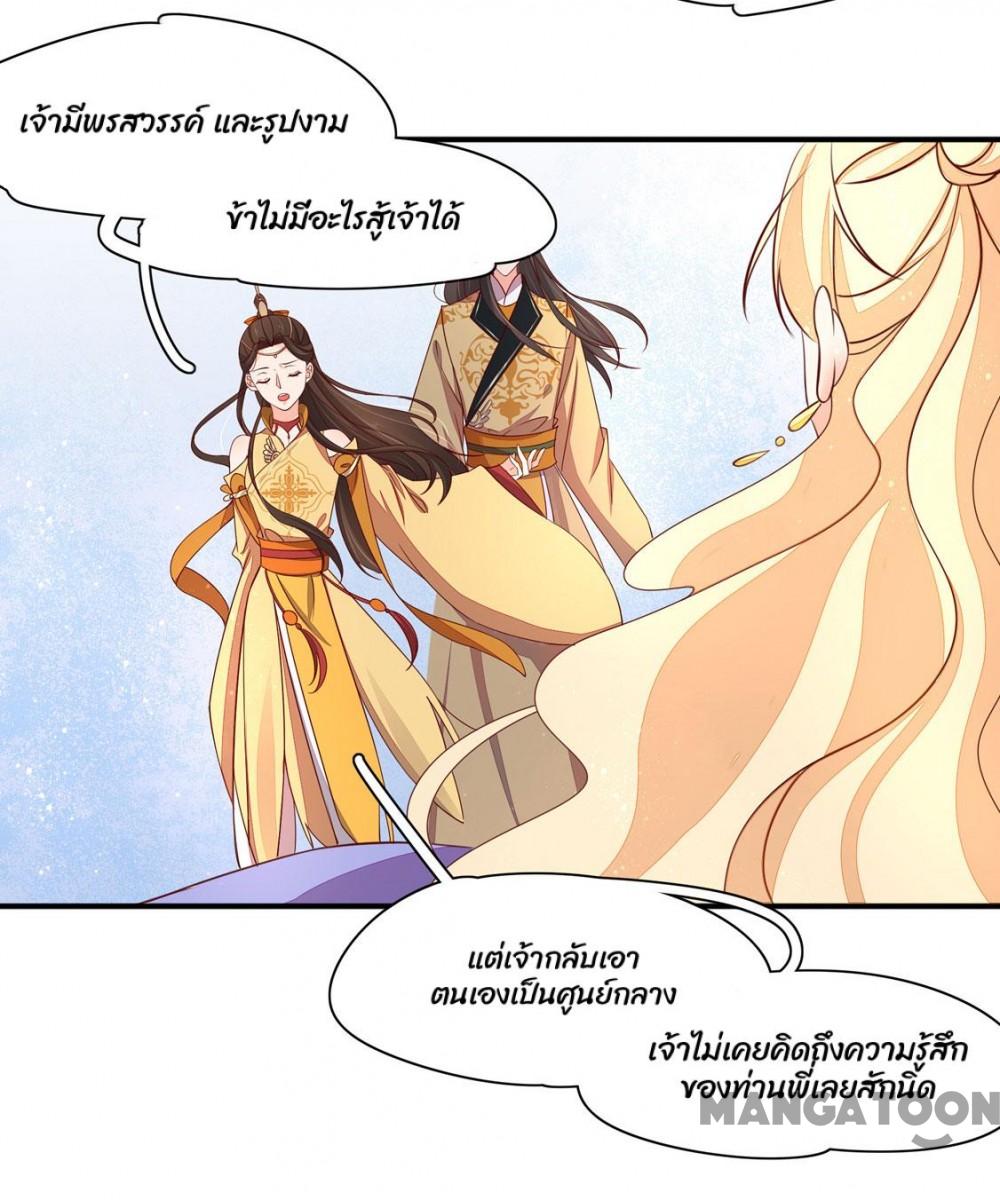 เจ้ามีพรสวรรค์ และรูปงาม
ข้าไม่มีอะไรสู้เจ้าได้
แต่เจ้ากลับเอา
ตนเองเป็นศูนย์กลาง
เจ้าไม่เคยคิดถึงความรู้สึก
ของท่านพี่เลยสักนิด
MANGATOON